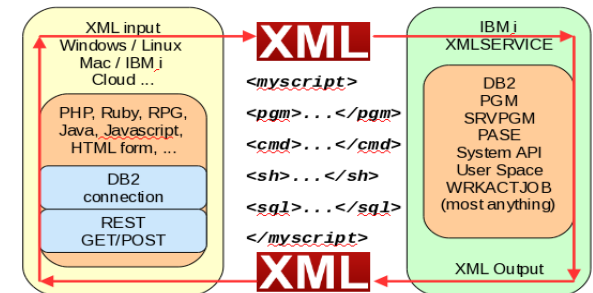 XML input
Windows / Linux
Mac / IBM i
Cloud ...
PHP, Ruby, RPG,
Java, Javascript,
HTML form, ...
DB2
connection
REST
GET/POST
XML
<myscript>
<pgm>...</pgm>
<cmd>...</cmd>
<sh>...</sh>
<sql>...</sql>
</myscript>
XML
IBM i
XMLSERVICE
DB2
PGM
SRVPGM
PASE
System API
User Space
WRKACTJOB
(most anything)
XML Output